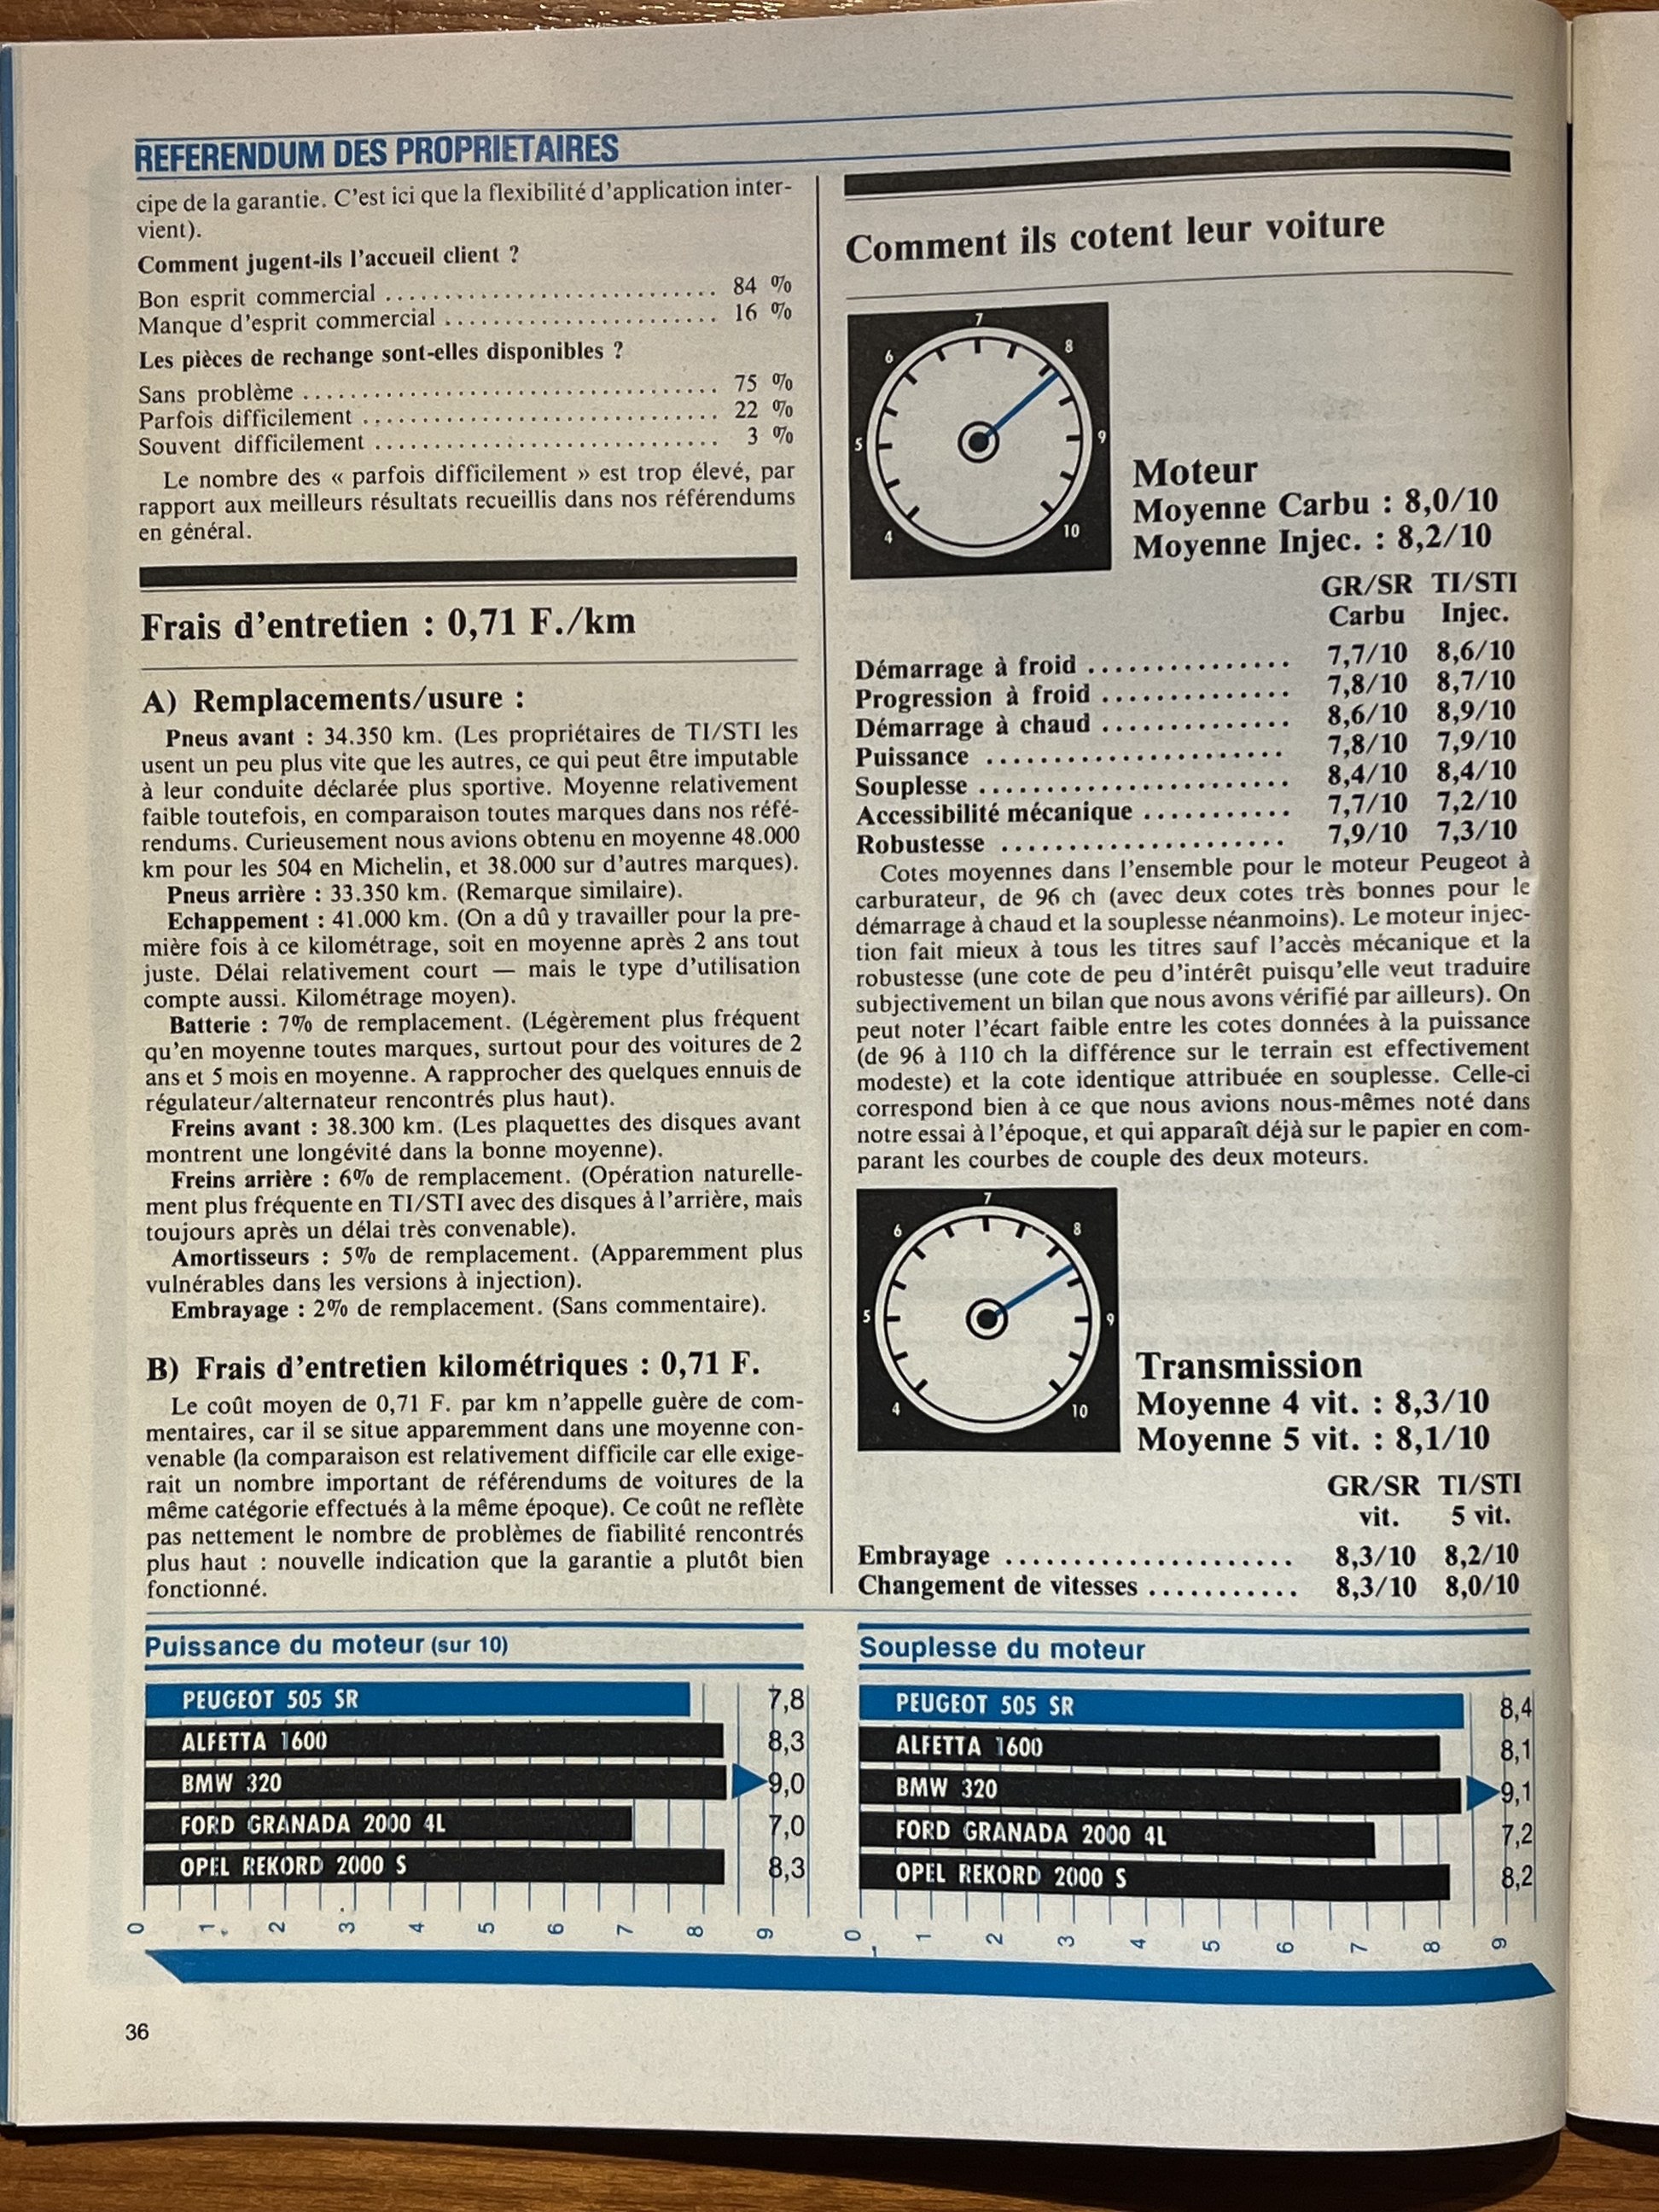 REFERENDUM DES PROPRIETAIRES
cipe de la garantie. C'est ici que la flexibilité d'application inter-
vient).
Comment jugent-ils l'accueil client ?
Bon esprit commercial ............................ 84 %
Manque d'esprit commercial ....................... 16 %
Les pièces de rechange sont-elles disponibles ?
Sans problème ................................... 75 %
Parfois difficilement .............................. 22 %
Souvent difficilement ............................. 3 %
Le nombre des « parfois difficilement » est trop élevé, par
rapport aux meilleurs résultats recueillis dans nos référendums
en général.
Frais d'entretien : 0,71 F./km
A) Remplacements/usure :
Pneus avant : 34.350 km. (Les propriétaires de TI/STI les
usent un peu plus vite que les autres, ce qui peut être imputable
à leur conduite déclarée plus sportive. Moyenne relativement
faible toutefois, en comparaison toutes marques dans nos réfé-
rendums. Curieusement nous avions obtenu en moyenne 48.000
km pour les 504 en Michelin, et 38.000 sur d'autres marques).
Pneus arrière : 33.350 km. (Remarque similaire).
Echappement : 41.000 km. (On a dû y travailler pour la pre-
mière fois à ce kilométrage, soit en moyenne après 2 ans tout
juste. Délai relativement court — mais le type d'utilisation
compte aussi. Kilométrage moyen).
Batterie : 7% de remplacement. (Légèrement plus fréquent
qu'en moyenne toutes marques, surtout pour des voitures de 2
ans et 5 mois en moyenne. A rapprocher des quelques ennuis de
régulateur/alternateur rencontrés plus haut).
Freins avant : 38.300 km. (Les plaquettes des disques avant
montrent une longévité dans la bonne moyenne).
Freins arrière : 6% de remplacement. (Opération naturelle-
ment plus fréquente en TI/STI avec des disques à l'arrière, mais
toujours après un délai très convenable).
Amortisseurs : 5% de remplacement. (Apparemment plus
vulnérables dans les versions à injection).
Embrayage : 2% de remplacement. (Sans commentaire).
B) Frais d'entretien kilométriques : 0,71 F.
Le coût moyen de 0,71 F. par km n'appelle guère de com-
mentaires, car il se situe apparemment dans une moyenne con-
venable (la comparaison est relativement difficile car elle exige-
rait un nombre important de référendums de voitures de la
même catégorie effectués à la même époque). Ce coût ne reflète
pas nettement le nombre de problèmes de fiabilité rencontrés
plus haut : nouvelle indication que la garantie a plutôt bien
fonctionné.
Comment ils cotent leur voiture
4 5 6 7 8 9 10
Moteur
Moyenne Carbu : 8,0/10
Moyenne Injec. : 8,2/10
GR/SR TI/STI
Carbu Injec.
Démarrage à froid ............... 7,7/10 8,6/10
Progression à froid .............. 7,8/10 8,7/10
Démarrage à chaud .............. 8,6/10 8,9/10
Puissance ...................... 7,8/10 7,9/10
Souplesse ....................... 8,4/10 8,4/10
Accessibilité mécanique ........... 7,7/10 7,2/10
Robustesse ..................... 7,9/10 7,3/10
Cotes moyennes dans l'ensemble pour le moteur Peugeot à
carburateur, de 96 ch (avec deux cotes très bonnes pour le
démarrage à chaud et la souplesse néanmoins). Le moteur injec-
tion fait mieux à tous les titres sauf l'accès mécanique et la
robustesse (une cote de peu d'intérêt puisqu'elle veut traduire
subjectivement un bilan que nous avons vérifié par ailleurs). On
peut noter l'écart faible entre les cotes données à la puissance
(de 96 à 110 ch la différence sur le terrain est effectivement
modeste) et la cote identique attribuée en souplesse. Celle-ci
correspond bien à ce que nous avions nous-mêmes noté dans
notre essai à l'époque, et qui apparaît déjà sur le papier en com-
parant les courbes de couple des deux moteurs.
4 5 6 7 8 9 10
Transmission
Moyenne 4 vit. : 8,3/10
Moyenne 5 vit. : 8,1/10
GR/SR TI/STI
vit. 5 vit.
Embrayage ...................... 8,3/10 8,2/10
Changement de vitesses ........... 8,3/10 8,0/10
Puissance du moteur (sur 10)
PEUGEOT 505 SR 7,8
ALFETTA 1600 8,3
BMW 320 9,0
FORD GRANADA 2000 4L 7,0
OPEL REKORD 2000 S 8,3
0 1 2 3 4 5 6 7 8 9
Souplesse du moteur
PEUGEOT 505 SR 8,4
ALFETTA 1600 8,1
BMW 320 9,1
FORD GRANADA 2000 4L 7,2
OPEL REKORD 2000 S 8,2
0 1 2 3 4 5 6 7 8 9
36